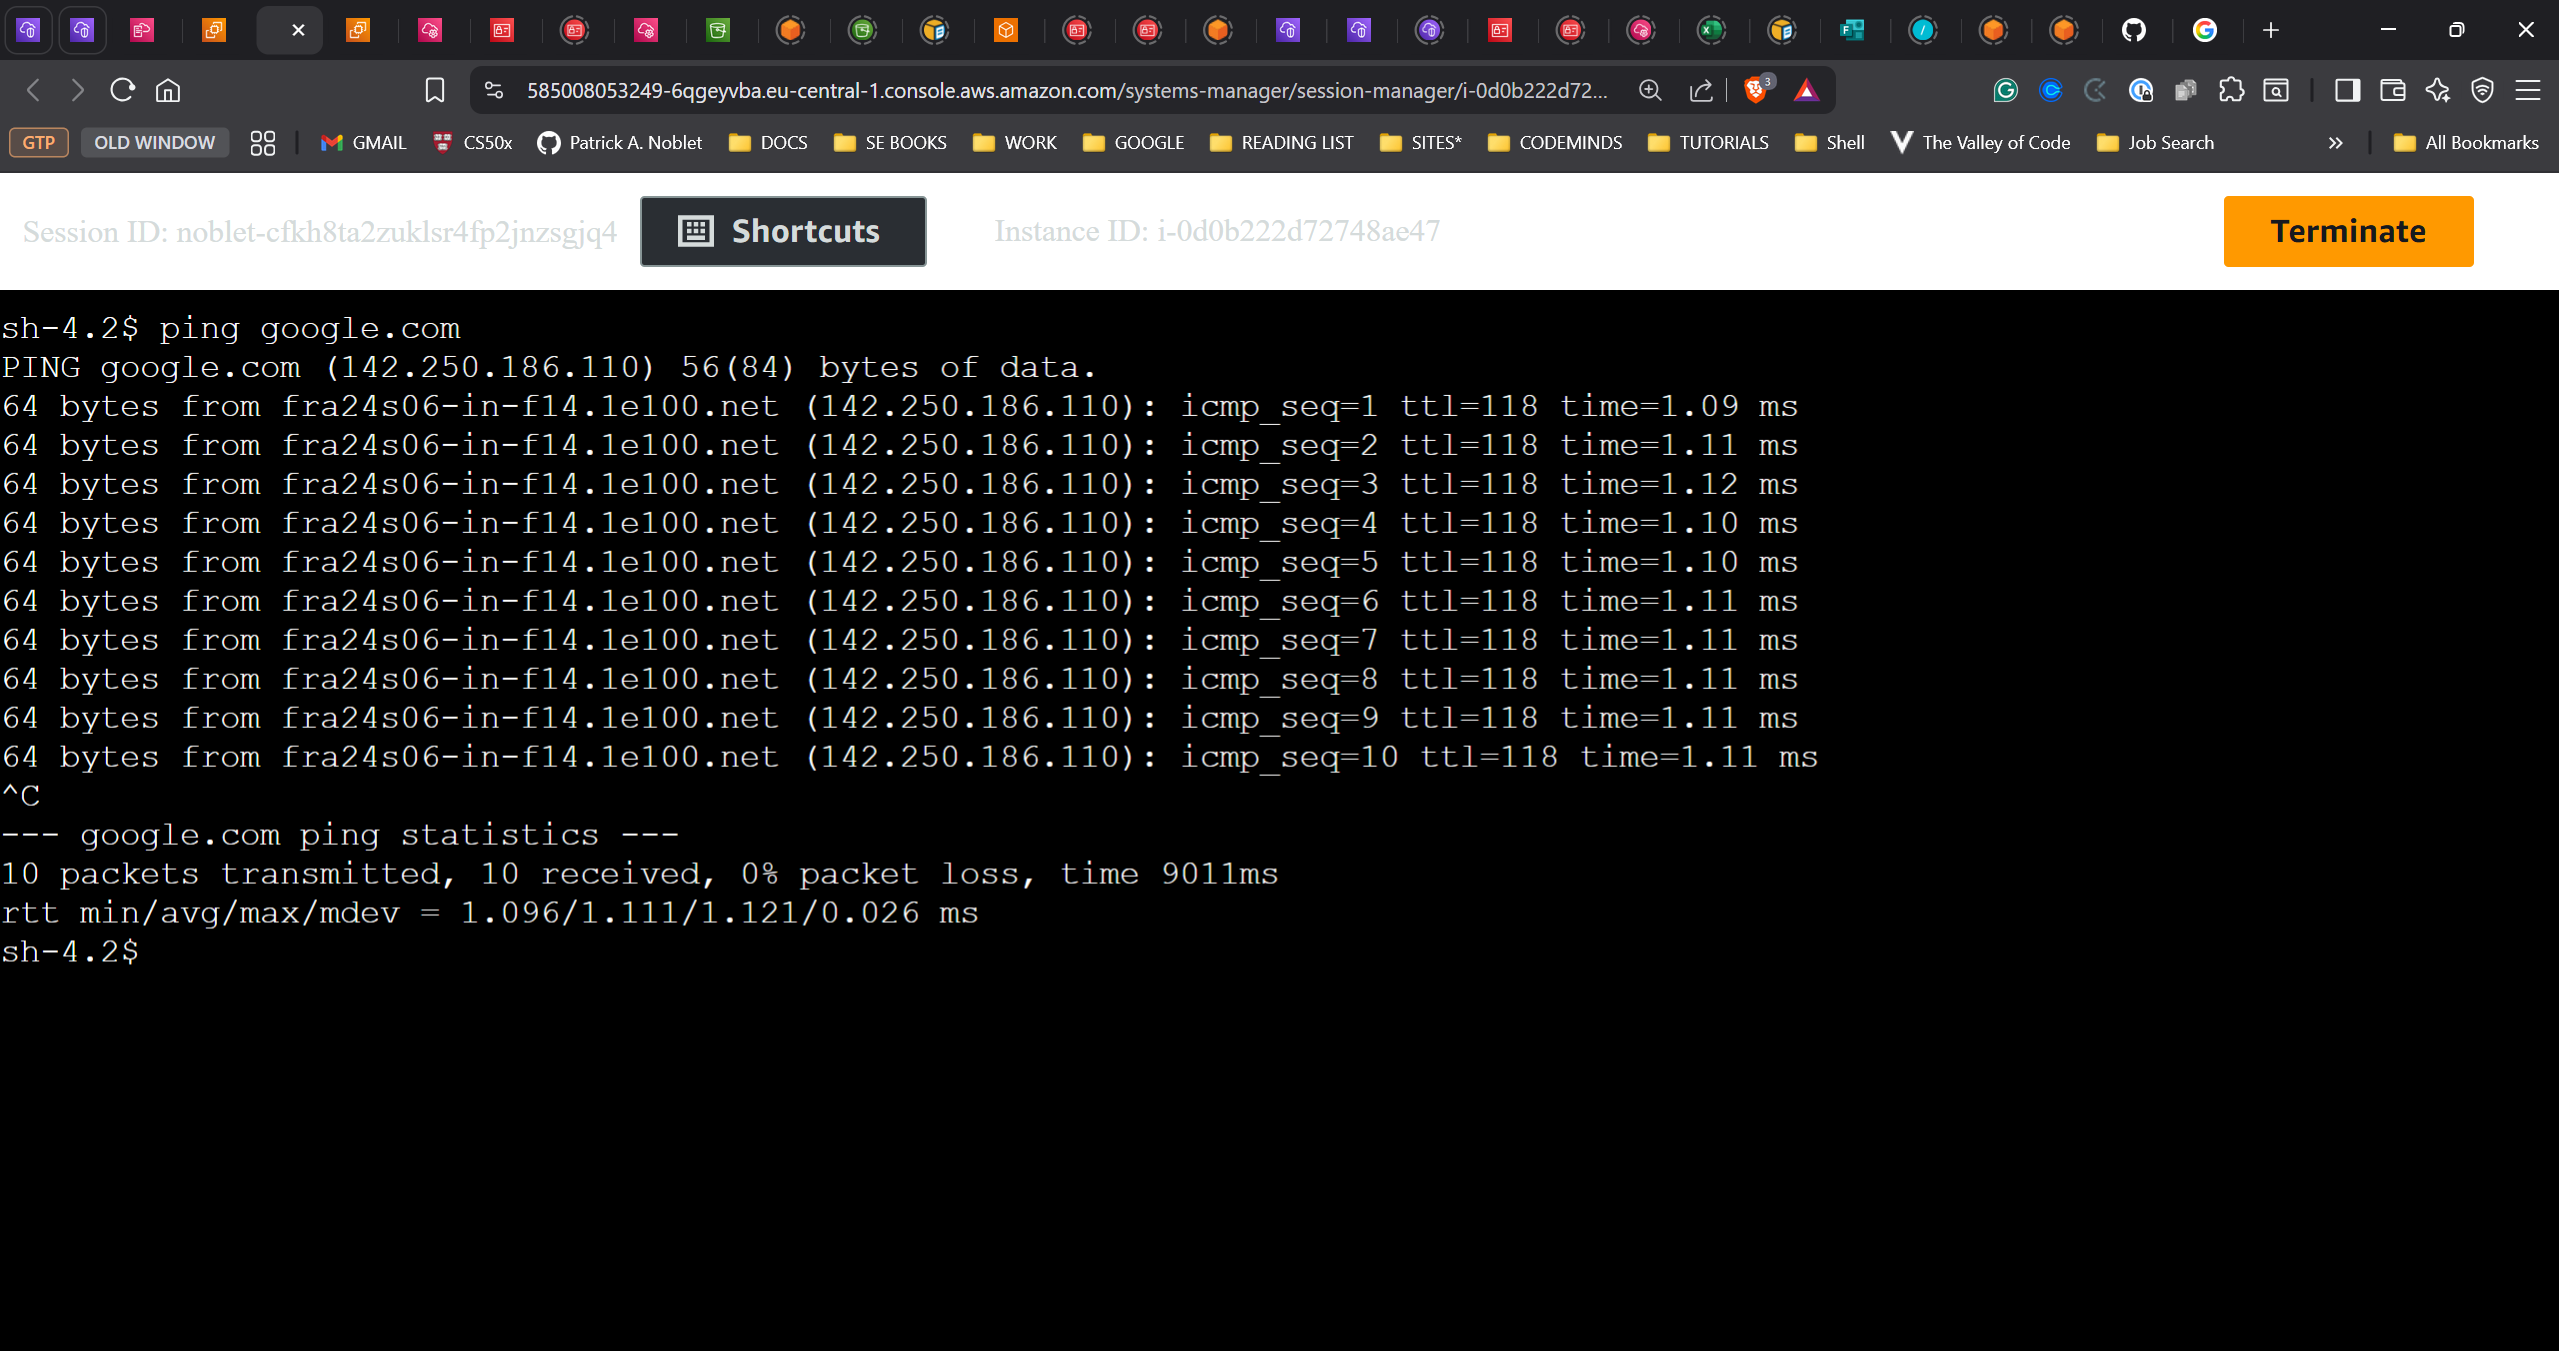 585008053249-6qgeyvba.eu-central-1.console.aws.amazon.com/systems-manager/session-manager/i-0d0b222d72...
3
GTP
OLD WINDOW
GMAIL
CS50x
Patrick A. Noblet
DOCS
SE BOOKS
WORK
GOOGLE
READING LIST
SITES*
CODEMINDS
TUTORIALS
Shell
The Valley of Code
Job Search
All Bookmarks
Session ID: noblet-cfkh8ta2zuklsr4fp2jnzsgjq4
Shortcuts
Instance ID: i-0d0b222d72748ae47
Terminate
sh-4.2$ ping google.com
PING google.com (142.250.186.110) 56(84) bytes of data.
64 bytes from fra24s06-in-f14.1e100.net (142.250.186.110): icmp_seq=1 ttl=118 time=1.09 ms
64 bytes from fra24s06-in-f14.1e100.net (142.250.186.110): icmp_seq=2 ttl=118 time=1.11 ms
64 bytes from fra24s06-in-f14.1e100.net (142.250.186.110): icmp_seq=3 ttl=118 time=1.12 ms
64 bytes from fra24s06-in-f14.1e100.net (142.250.186.110): icmp_seq=4 ttl=118 time=1.10 ms
64 bytes from fra24s06-in-f14.1e100.net (142.250.186.110): icmp_seq=5 ttl=118 time=1.10 ms
64 bytes from fra24s06-in-f14.1e100.net (142.250.186.110): icmp_seq=6 ttl=118 time=1.11 ms
64 bytes from fra24s06-in-f14.1e100.net (142.250.186.110): icmp_seq=7 ttl=118 time=1.11 ms
64 bytes from fra24s06-in-f14.1e100.net (142.250.186.110): icmp_seq=8 ttl=118 time=1.11 ms
64 bytes from fra24s06-in-f14.1e100.net (142.250.186.110): icmp_seq=9 ttl=118 time=1.11 ms
64 bytes from fra24s06-in-f14.1e100.net (142.250.186.110): icmp_seq=10 ttl=118 time=1.11 ms
^C
--- google.com ping statistics ---
10 packets transmitted, 10 received, 0% packet loss, time 9011ms
rtt min/avg/max/mdev = 1.096/1.111/1.121/0.026 ms
sh-4.2$